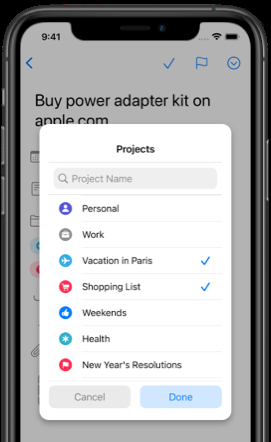 9:41
Buy power adapter kit on
apple.com
Projects
Project Name
Personal
Work
Vacation in Paris
Shopping List
Weekends
Health
New Year's Resolutions
Cancel
Done